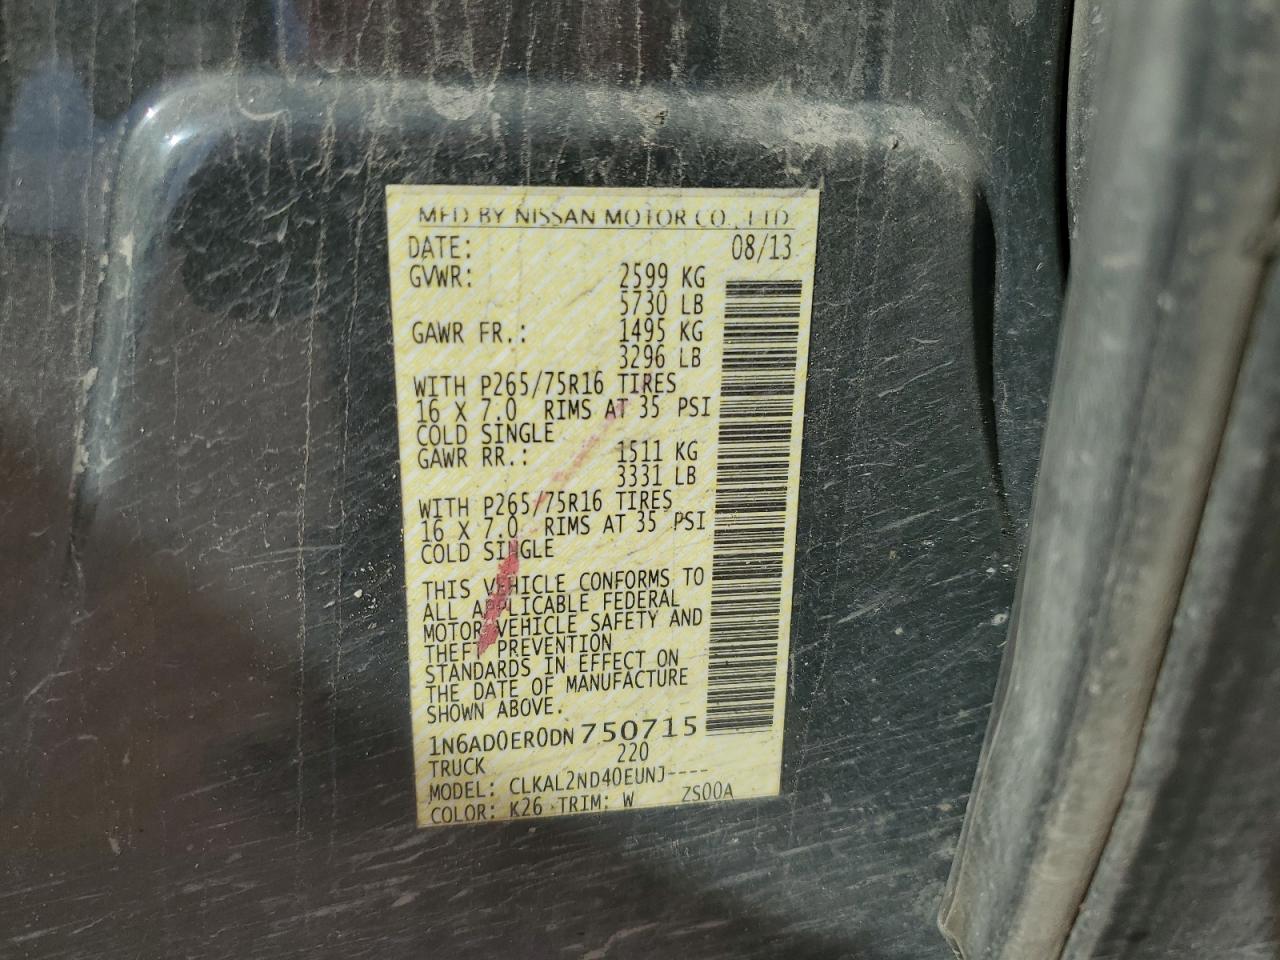 MFD BY NISSAN MOTOR CO., LTD.
DATE: 08/13
GVWR: 2599 KG
5730 LB
GAWR FR.: 1495 KG
3296 LB
WITH P265/75R16 TIRES
16 X 7.0 RIMS AT 35 PSI
COLD SINGLE
GAWR RR.: 1511 KG
3331 LB
WITH P265/75R16 TIRES
16 X 7.0 RIMS AT 35 PSI
COLD SINGLE
THIS VEHICLE CONFORMS TO
ALL APPLICABLE FEDERAL
MOTOR VEHICLE SAFETY AND
THEFT PREVENTION
STANDARDS IN EFFECT ON
THE DATE OF MANUFACTURE
SHOWN ABOVE.
1N6AD0ER0DN750715
TRUCK 220
MODEL: CLKAL2ND40EUNJ----
COLOR: K26 TRIM: W ZS00A